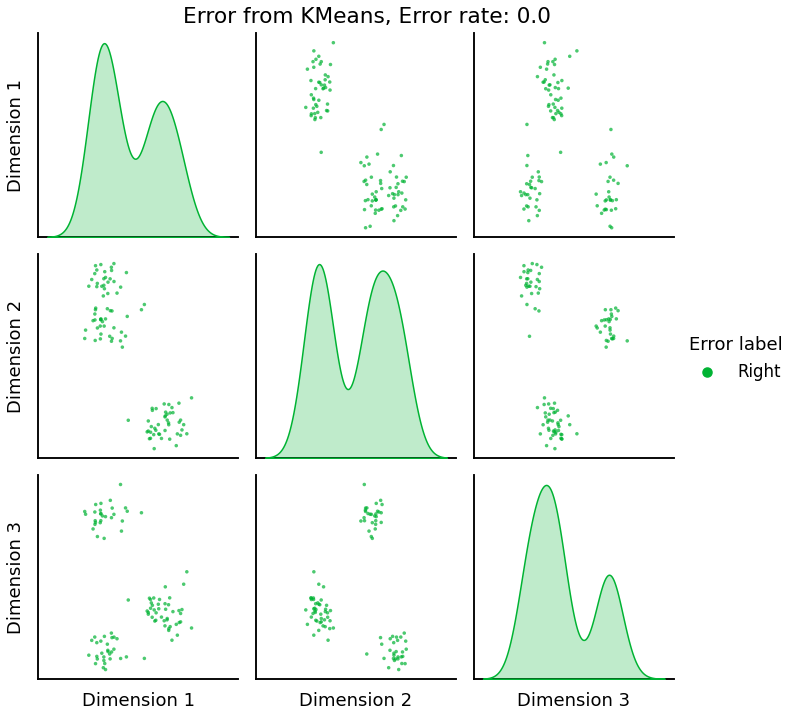 Error from KMeans, Error rate: 0.0
Dimension 1
Dimension 2
Error label
Right
Dimension 3
Dimension 1
Dimension 2
Dimension 3